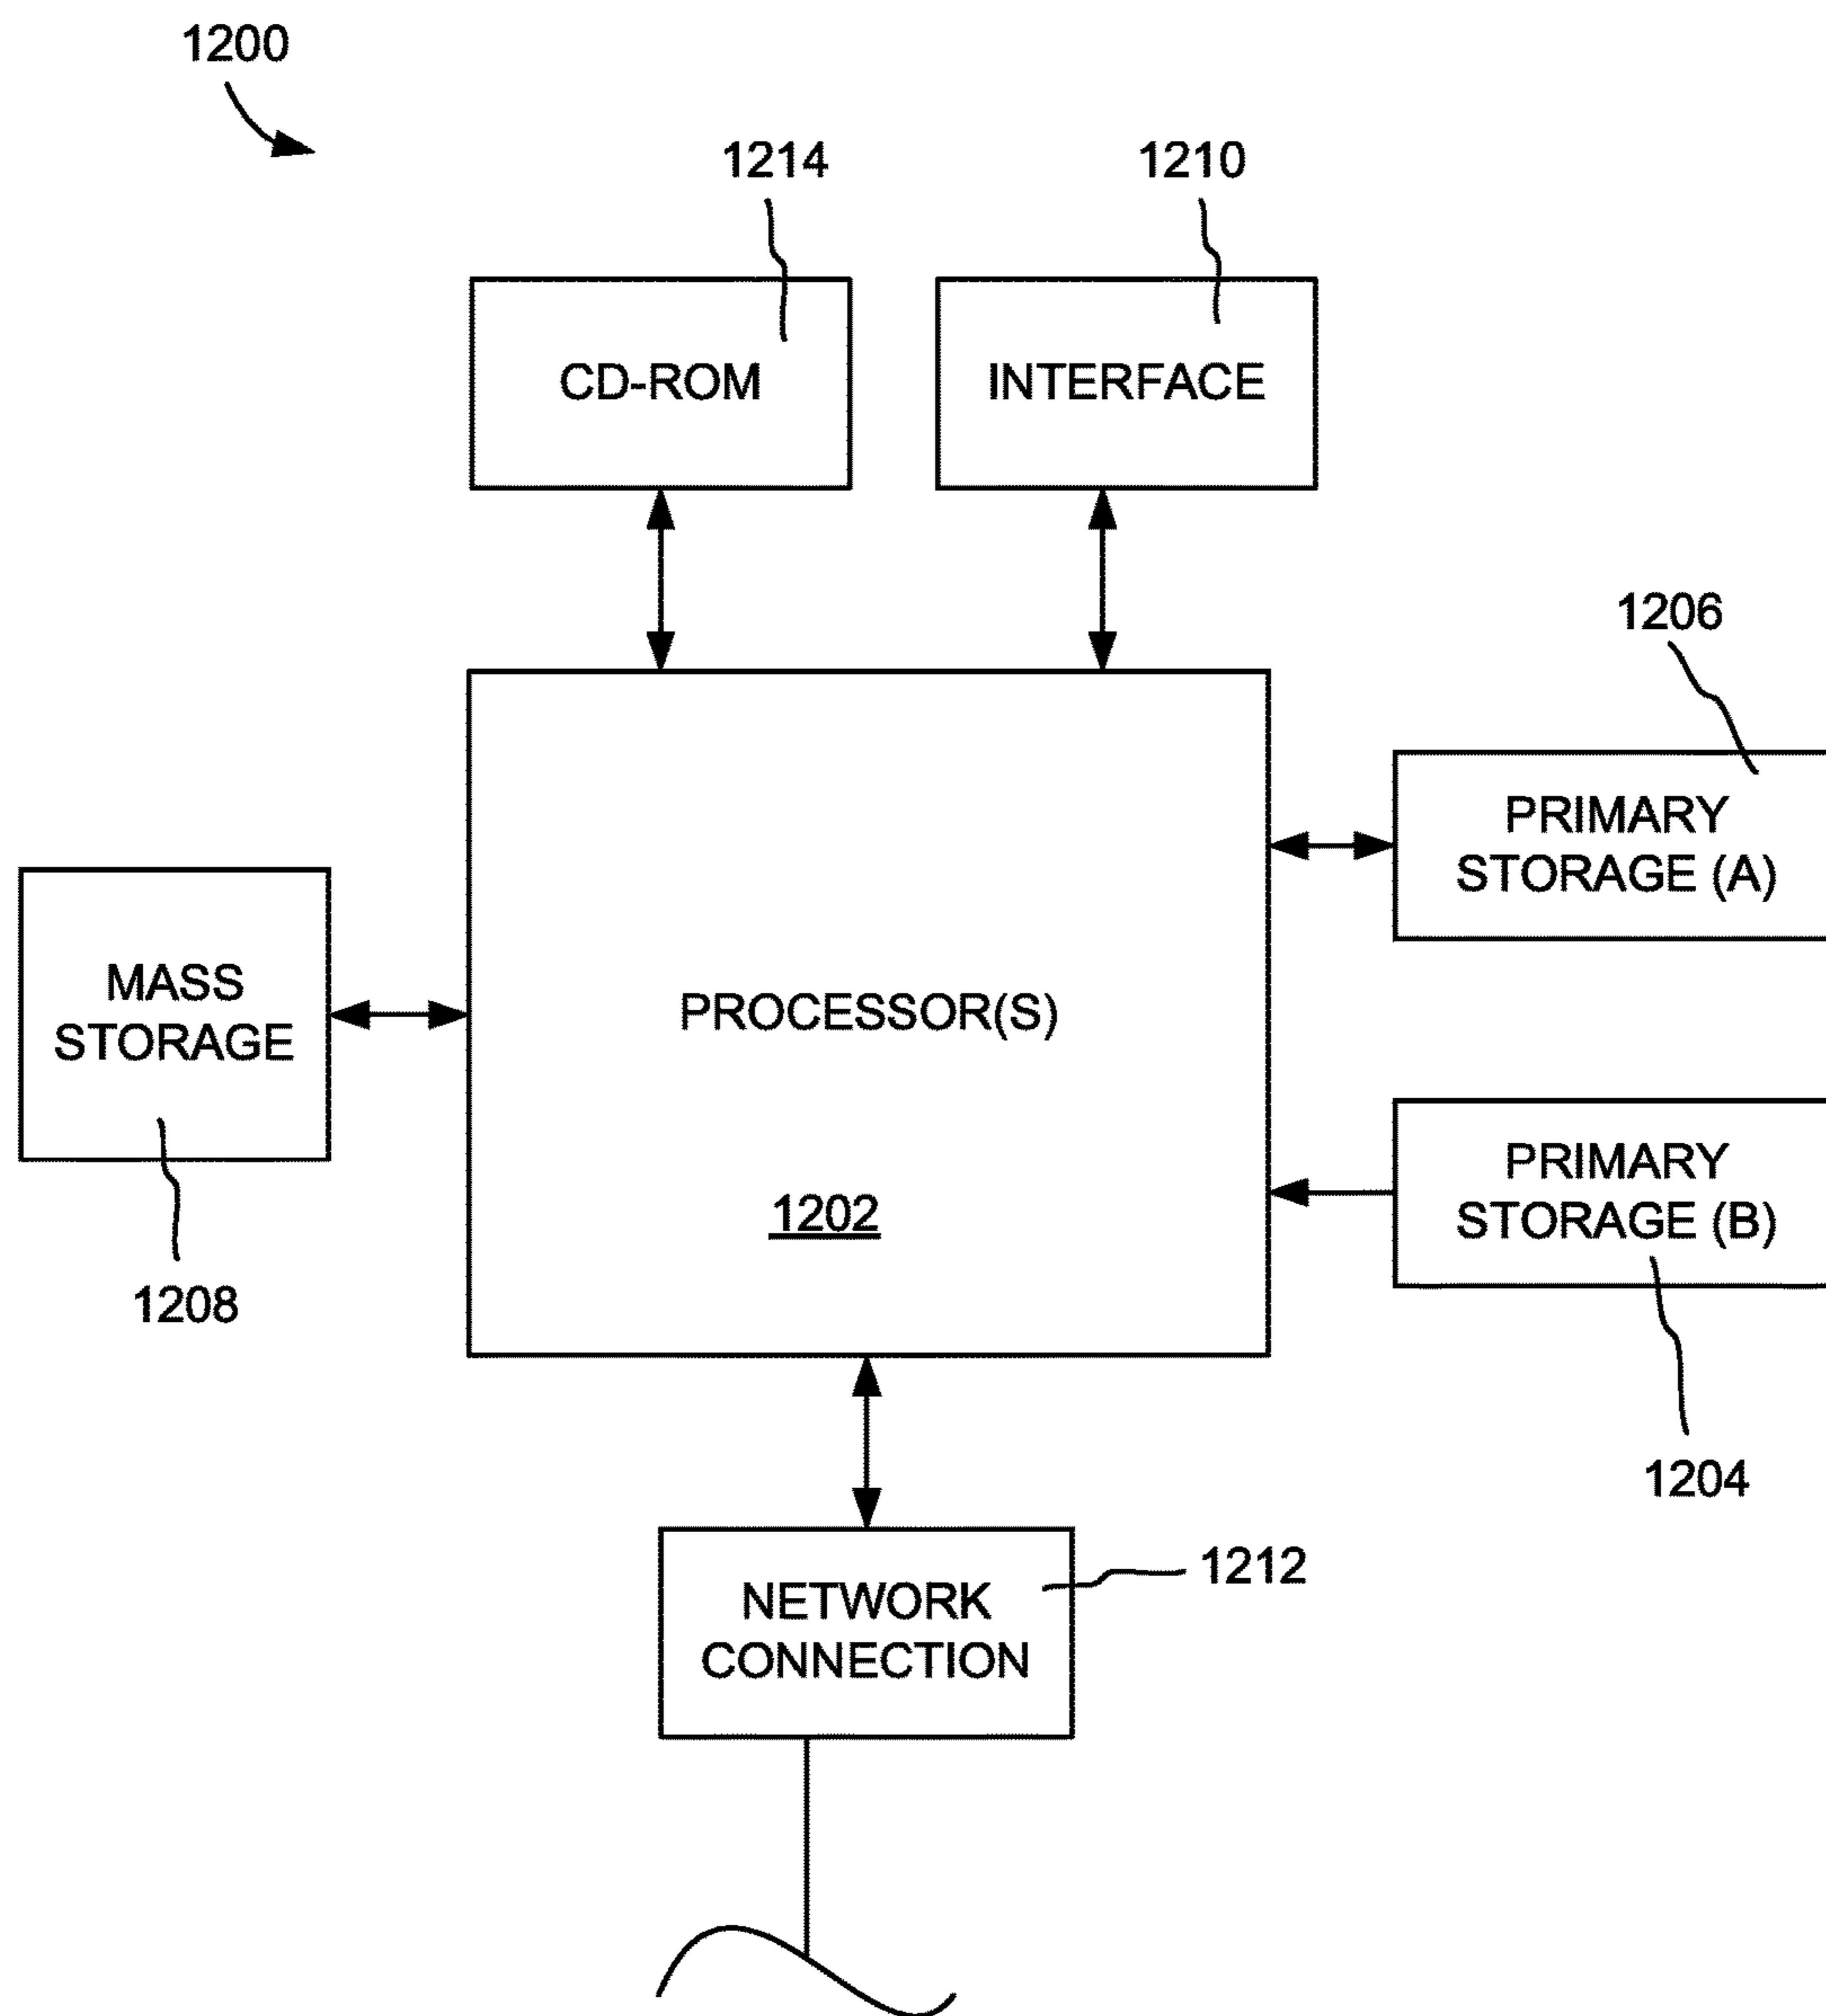 1200
1214
1210
CD-ROM
INTERFACE
1206
PRIMARY
STORAGE (A)
MASS
STORAGE
PROCESSOR(S)
1202
PRIMARY
STORAGE (B)
1208
1204
1212
NETWORK
CONNECTION